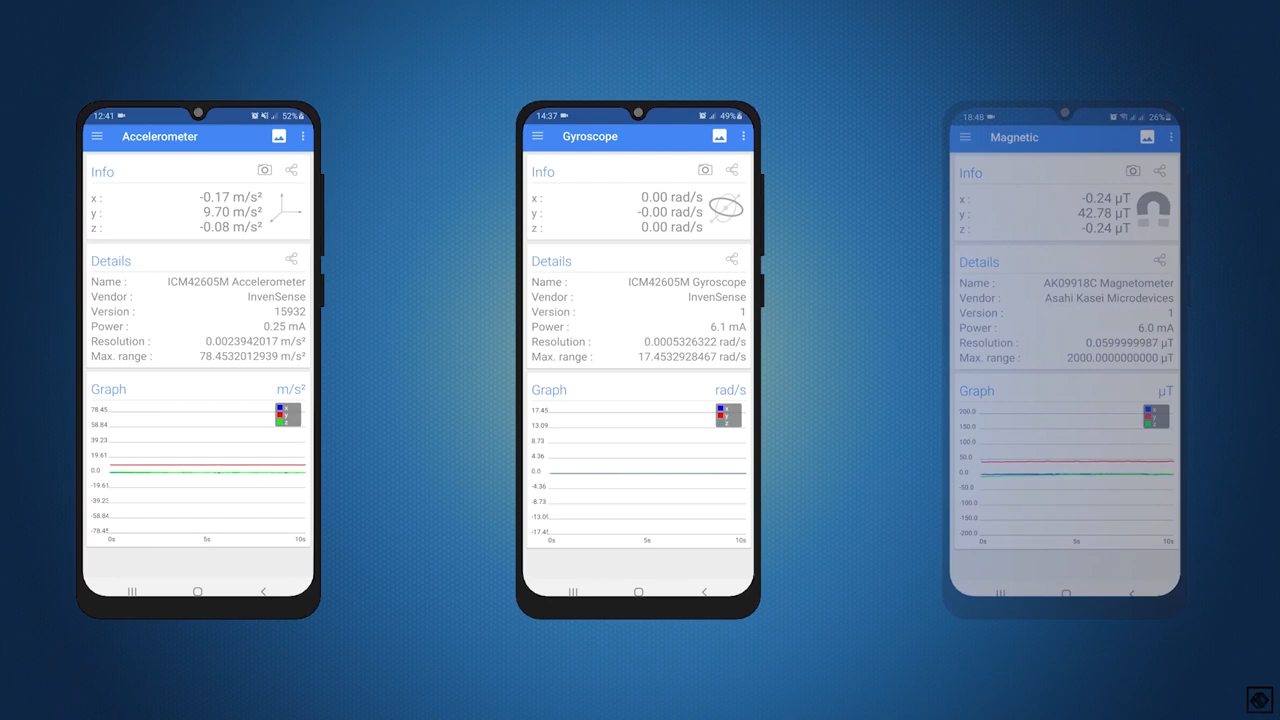 12:41 52%
Accelerometer
Info
x : -0.17 m/s²
y : 9.70 m/s²
z : -0.08 m/s²
Details
Name : ICM42605M Accelerometer
Vendor : InvenSense
Version : 15932
Power : 0.25 mA
Resolution : 0.0023942017 m/s²
Max. range : 78.4532012939 m/s²
Graph m/s²
x
y
z
78.45
58.84
39.23
19.61
0.0
-19.61
-39.23
-58.84
-78.45
0s 5s 10s
14:37 49%
Gyroscope
Info
x : 0.00 rad/s
y : -0.00 rad/s
z : 0.00 rad/s
Details
Name : ICM42605M Gyroscope
Vendor : InvenSense
Version : 1
Power : 6.1 mA
Resolution : 0.0005326322 rad/s
Max. range : 17.4532928467 rad/s
Graph rad/s
x
y
z
17.45
13.09
8.73
4.36
0.0
-4.36
-8.73
-13.09
-17.45
0s 5s 10s
18:48 26%
Magnetic
Info
x : -0.24 µT
y : 42.78 µT
z : -0.24 µT
Details
Name : AK09918C Magnetometer
Vendor : Asahi Kasei Microdevices
Version : 1
Power : 6.0 mA
Resolution : 0.0599999987 µT
Max. range : 2000.0000000000 µT
Graph µT
x
y
z
200.0
150.0
100.0
50.0
0.0
-50.0
-100.0
-150.0
-200.0
0s 5s 10s